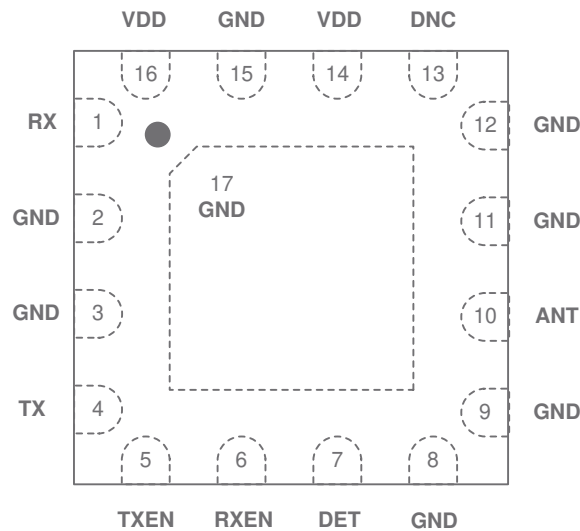 VDD GND VDD DNC
16 15 14 13
RX 1 12 GND
17
GND
GND 2 11 GND
GND 3 10 ANT
TX 4 9 GND
5 6 7 8
TXEN RXEN DET GND